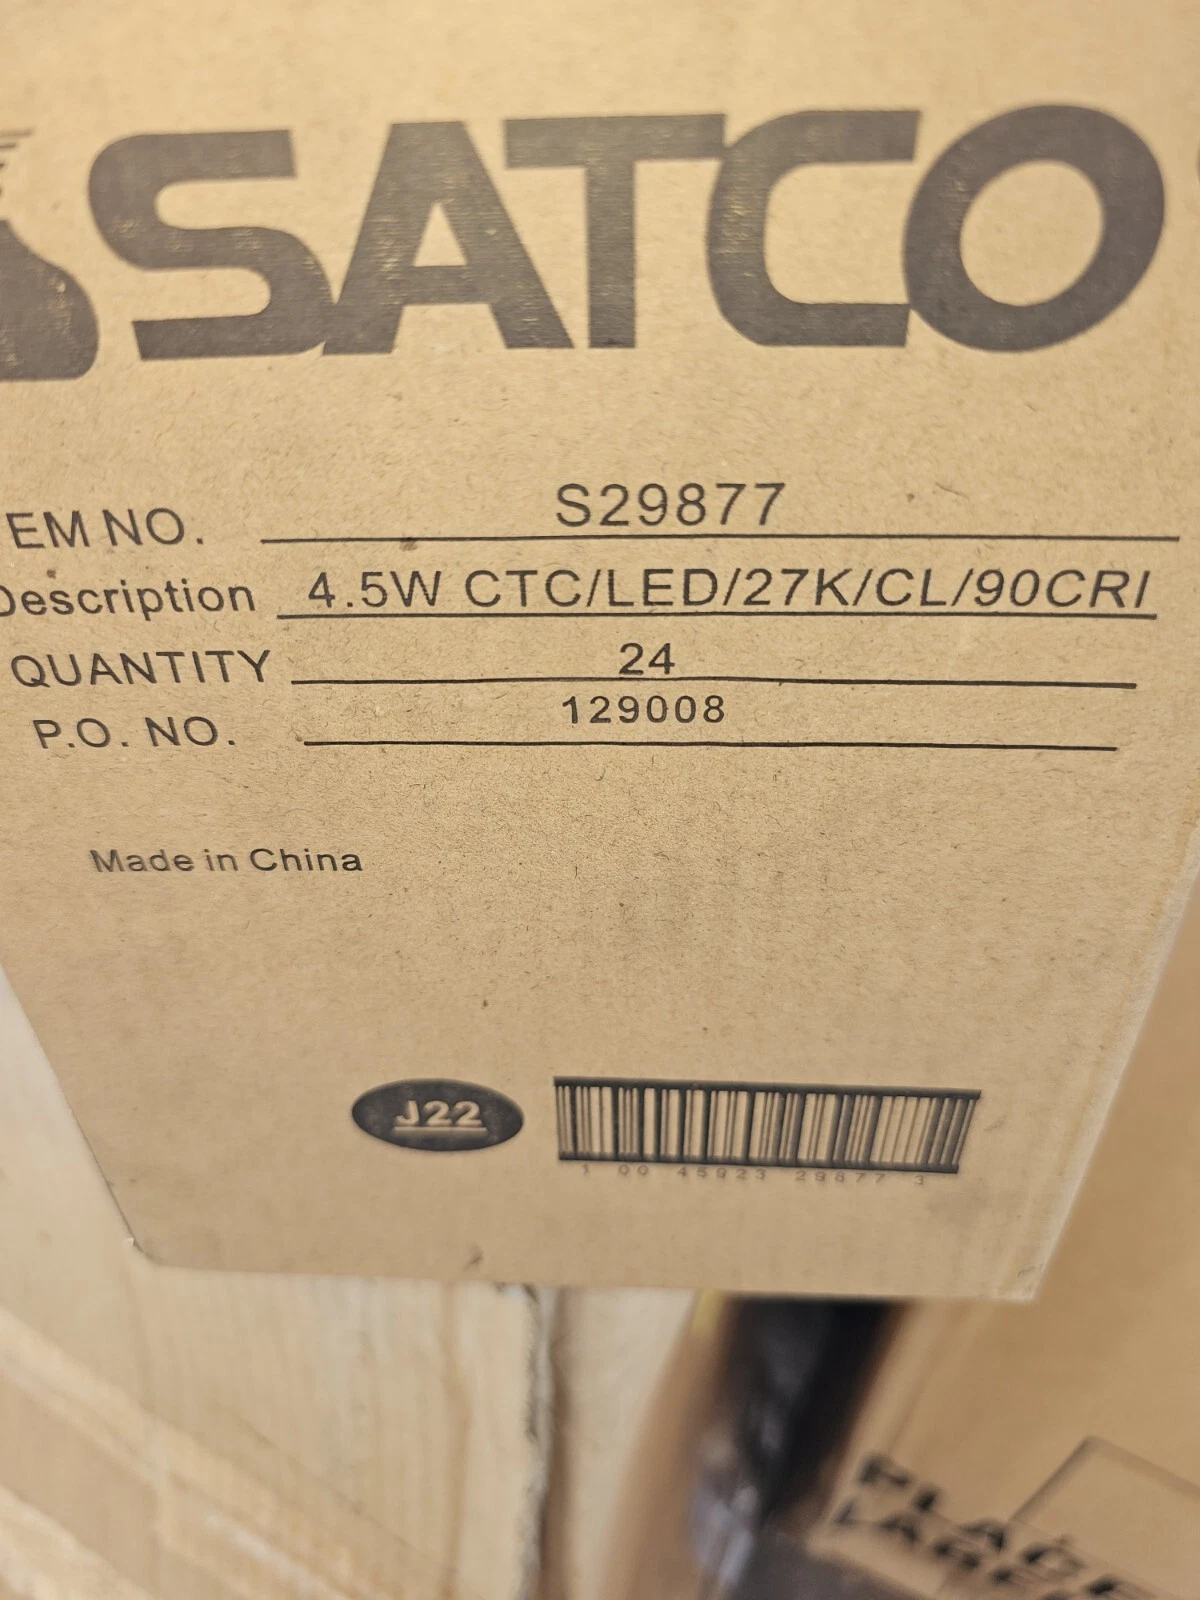 SATCO
EM NO. S29877
Description 4.5W CTC/LED/27K/CL/90CRI
QUANTITY 24
P.O. NO. 129008
Made in China
J22
1 00 45923 29877 3
PLACE